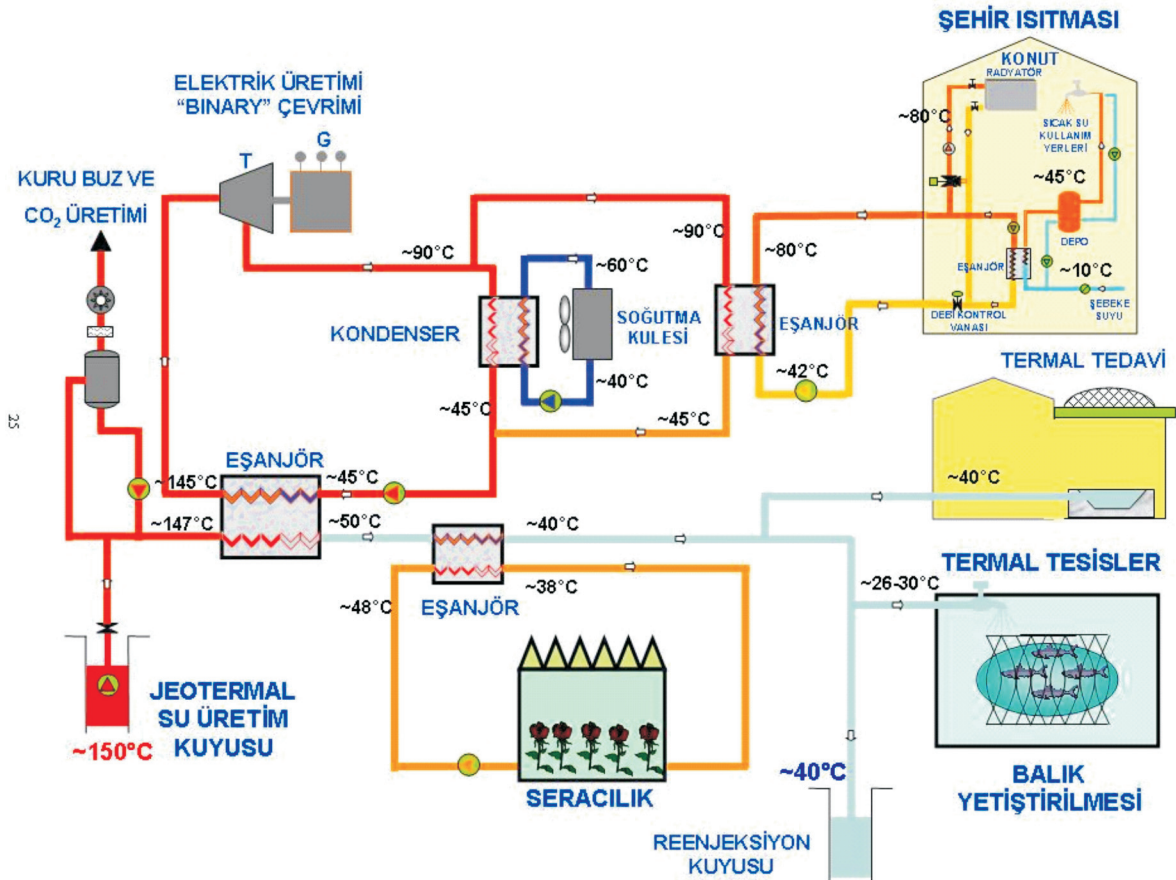 ŞEHİR ISITMASI
KONUT
RADYATÖR
~80°C
SICAK SU
KULLANIM
YERLERİ
~45°C
DEPO
EŞANJÖR
~10°C
DEBİ KONTROL
VANASI
ŞEBEKE
SUYU
ELEKTRİK ÜRETİMİ
“BINARY” ÇEVRİMİ
T
G
KURU BUZ VE
CO₂ ÜRETİMİ
~90°C
~90°C
~60°C
~80°C
KONDENSER
SOĞUTMA
KULESİ
EŞANJÖR
~40°C
~42°C
~45°C
~45°C
TERMAL TEDAVİ
~40°C
25
EŞANJÖR
~145°C
~45°C
~147°C
~50°C
~40°C
~48°C
EŞANJÖR
~38°C
TERMAL TESİSLER
~26-30°C
JEOTERMAL
SU ÜRETİM
KUYUSU
~150°C
SERACILIK
~40°C
BALIK
YETİŞTİRİLMESİ
REENJEKSİYON
KUYUSU